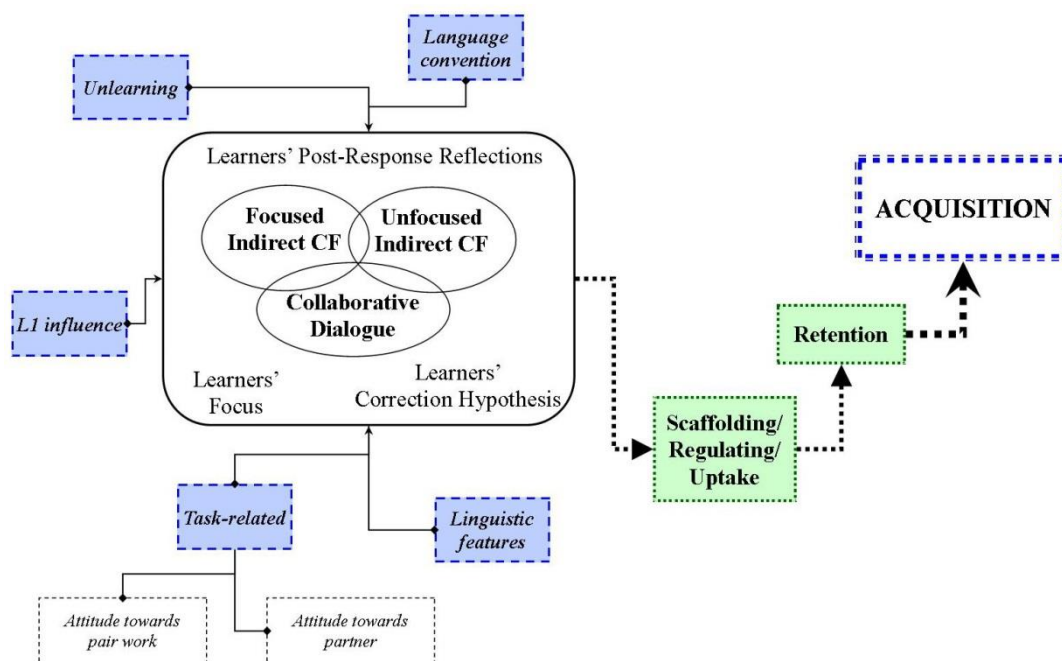 Language
convention
Unlearning
Learners’ Post-Response Reflections
Focused
Indirect CF
Unfocused
Indirect CF
Collaborative
Dialogue
Learners’
Focus
Learners’
Correction Hypothesis
L1 influence
ACQUISITION
Retention
Scaffolding/
Regulating/
Uptake
Task-related
Linguistic
features
Attitude towards
pair work
Attitude towards
partner